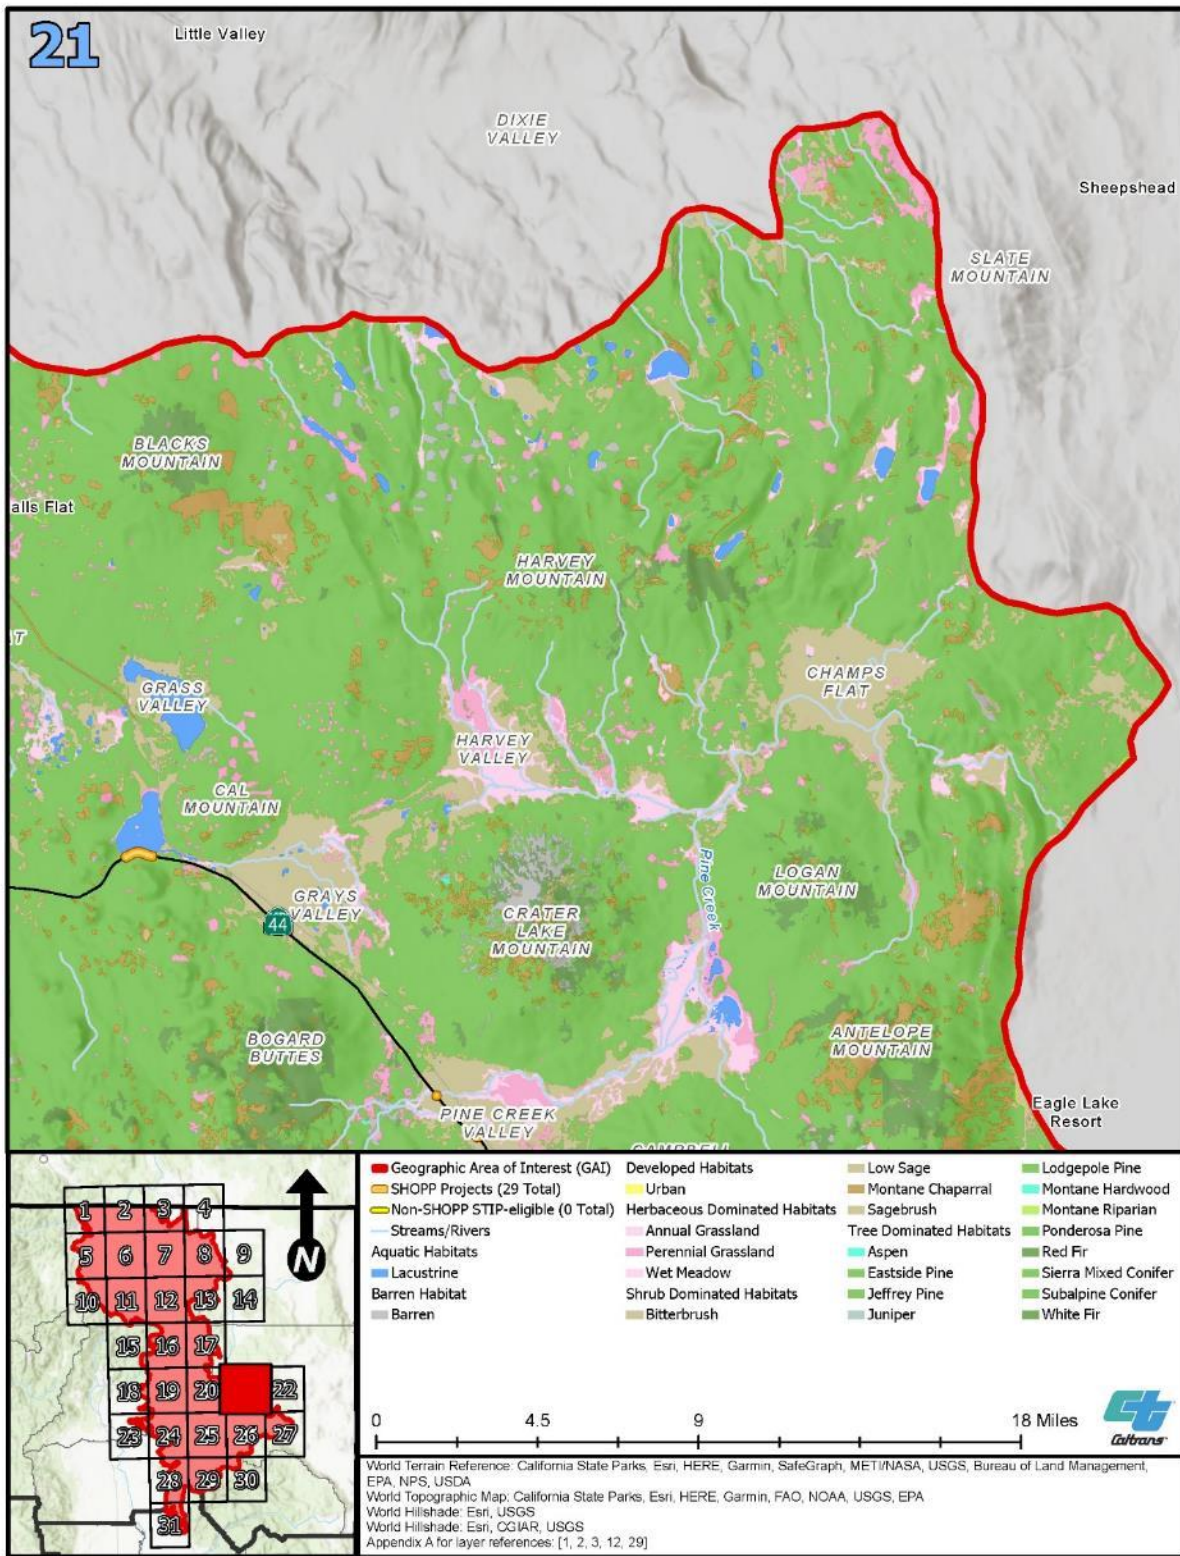 21
Little Valley
DIXIE
VALLEY
Sheepshead
SLATE
MOUNTAIN
BLACKS
MOUNTAIN
alls Flat
HARVEY
MOUNTAIN
AT
GRASS
VALLEY
CHAMPS
FLAT
HARVEY
VALLEY
CAL
MOUNTAIN
Pine Creek
LOGAN
MOUNTAIN
GRAYS
VALLEY
44
CRATER
LAKE
MOUNTAIN
BOGARD
BUTTES
ANTELOPE
MOUNTAIN
Eagle Lake
Resort
PINE CREEK
VALLEY
CAMPBELL
1 2 3 4
5 6 7 8 9
10 11 12 13 14
15 16 17
18 19 20 22
23 24 25 26 27
28 29 30
31
N
Geographic Area of Interest (GAI)
SHOPP Projects (29 Total)
Non-SHOPP STIP-eligible (0 Total)
Streams/Rivers
Aquatic Habitats
Lacustrine
Barren Habitat
Barren
Developed Habitats
Urban
Herbaceous Dominated Habitats
Annual Grassland
Perennial Grassland
Wet Meadow
Shrub Dominated Habitats
Bitterbrush
Low Sage
Montane Chaparral
Sagebrush
Tree Dominated Habitats
Aspen
Eastside Pine
Jeffrey Pine
Juniper
Lodgepole Pine
Montane Hardwood
Montane Riparian
Ponderosa Pine
Red Fir
Sierra Mixed Conifer
Subalpine Conifer
White Fir
0 4.5 9 18 Miles
Caltrans
World Terrain Reference: California State Parks, Esri, HERE, Garmin, SafeGraph, METI/NASA, USGS, Bureau of Land Management,
EPA, NPS, USDA
World Topographic Map: California State Parks, Esri, HERE, Garmin, FAO, NOAA, USGS, EPA
World Hillshade: Esri, USGS
World Hillshade: Esri, CGIAR, USGS
Appendix A for layer references: [1, 2, 3, 12, 29]